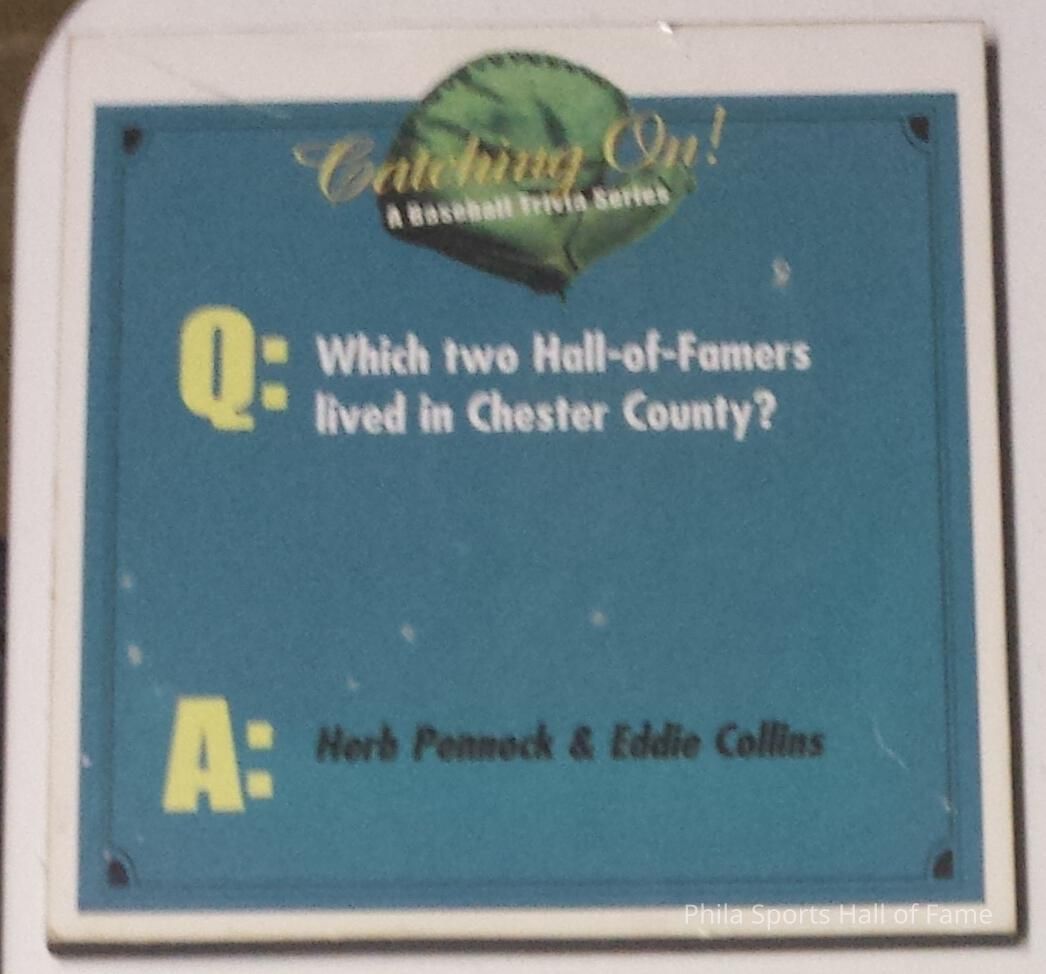 Catching On!
A Baseball Trivia Series
Q: Which two Hall-of-Famers
lived in Chester County?
A: Herb Pennock & Eddie Collins
Phila Sports Hall of Fame